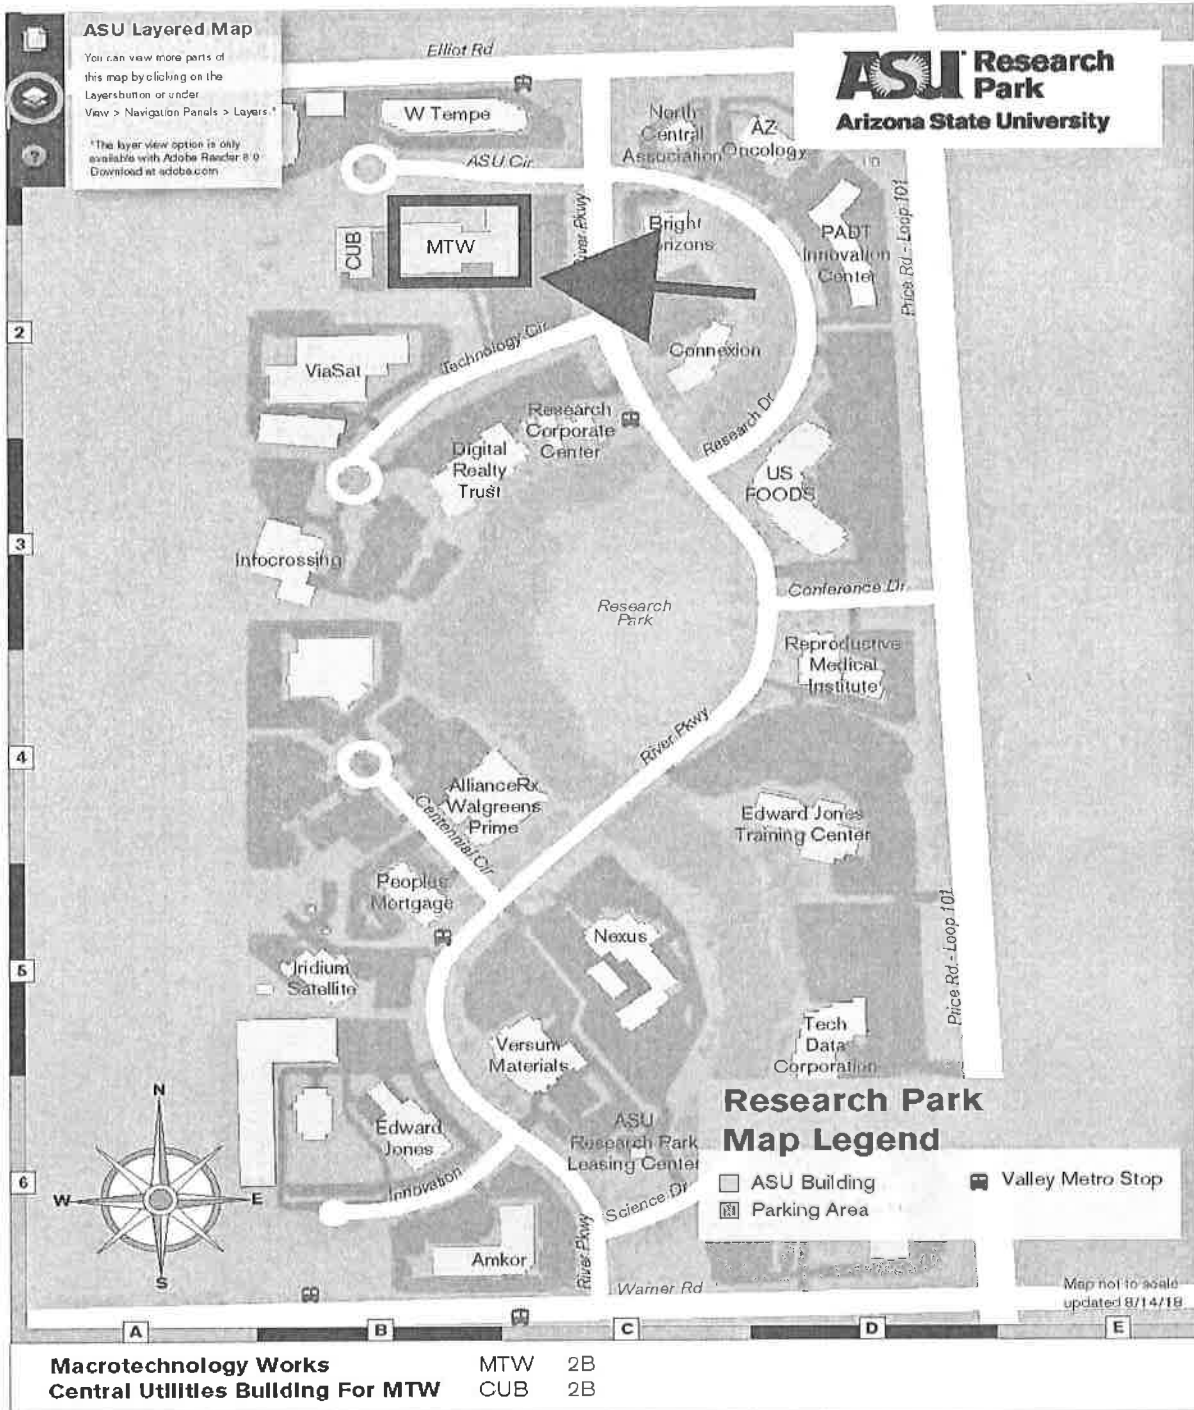 ASU Layered Map
You can view more parts of
this map by clicking on the
Layers button or under
View > Navigation Panels > Layers.*
*The layer view option is only
available with Adobe Reader 8.0
Download at adobe.com
?
Elliot Rd
ASU Research
Park
Arizona State University
W Tempe
North
Central
Association
AZ
Oncology
ASU Cir
River Pkwy
Bright
orizons
PADT
Innovation
Center
Price Rd - Loop 101
CUB
MTW
2
Technology Cir
Connexion
ViaSat
Research
Corporate
Center
Research Dr
Digital
Realty
Trust
US
FOODS
3
Infocrossing
Conference Dr
Research
Park
Reproductive
Medical
Institute
River Pkwy
4
AllianceRx
Walgreens
Prime
Centennial Cir
Edward Jones
Training Center
Peoples
Mortgage
Price Rd. - Loop 101
Nexus
5
Iridium
Satellite
Versum
Materials
Tech
Data
Corporation
N
W
E
S
Edward
Jones
ASU
Research Park
Leasing Center
Research Park
Map Legend
ASU Building
Parking Area
Valley Metro Stop
6
Innovation
Science Dr
Amkor
River Pkwy
Warner Rd
Map not to scale
updated 8/14/18
A
B
C
D
E
Macrotechnology Works MTW 2B
Central Utilities Building For MTW CUB 2B